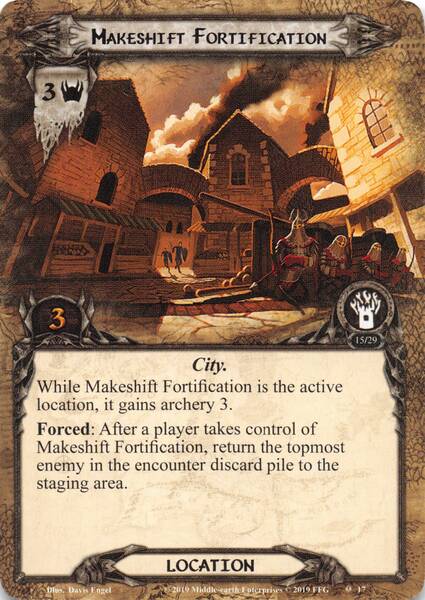 Makeshift Fortification
3
3
15/29
City.
While Makeshift Fortification is the active
location, it gains archery 3.
Forced: After a player takes control of
Makeshift Fortification, return the topmost
enemy in the encounter discard pile to the
staging area.
LOCATION
Illus. Davis Engel ©2019 Middle-earth Enterprises ©2019 FFG 17